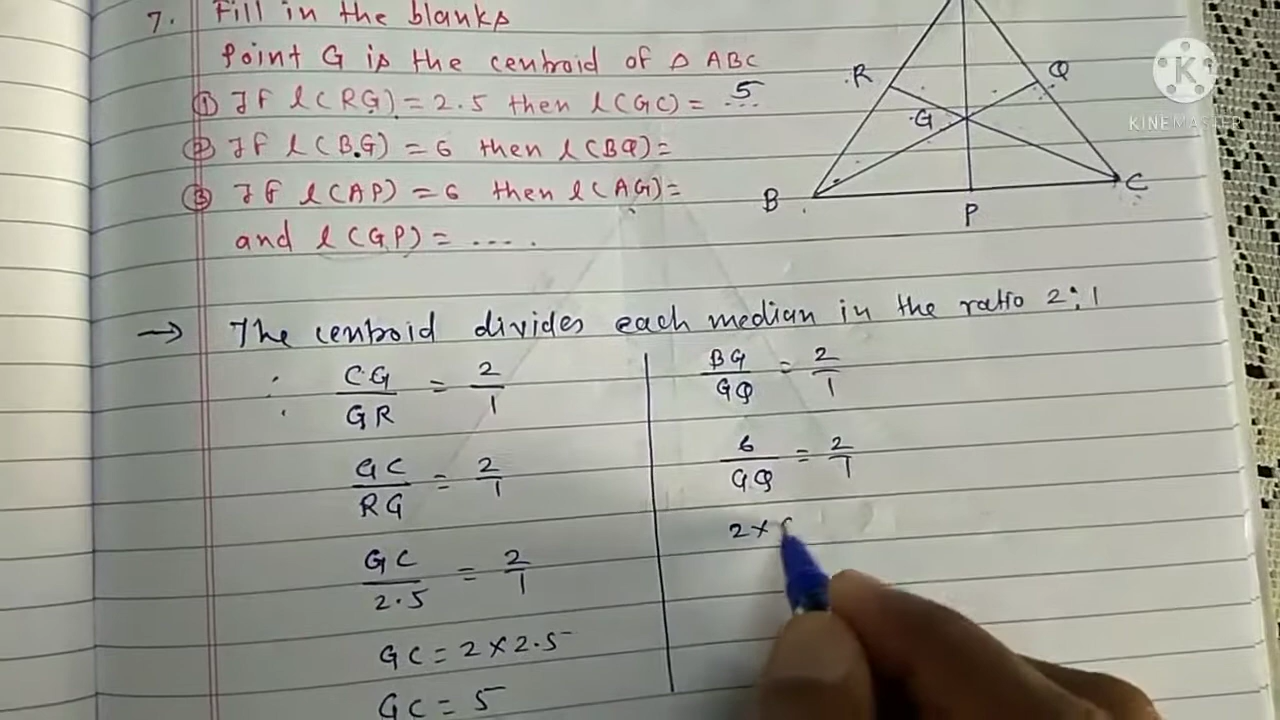 7. Fill in the blanks
Point G is the centroid of △ ABC
① If l(RG) = 2.5 then l(GC) = 5
② If l(BG) = 6 then l(BQ) =
③ If l(AP) = 6 then l(AG) =
and l(GP) = ....
R
Q
G
B
C
P
K
KINEMASTER
→ The centroid divides each median in the ratio 2:1
∴ CG/GR = 2/1
GC/RG = 2/1
GC/2.5 = 2/1
GC = 2 × 2.5
GC = 5
BG/GQ = 2/1
6/GQ = 2/1
2 ×